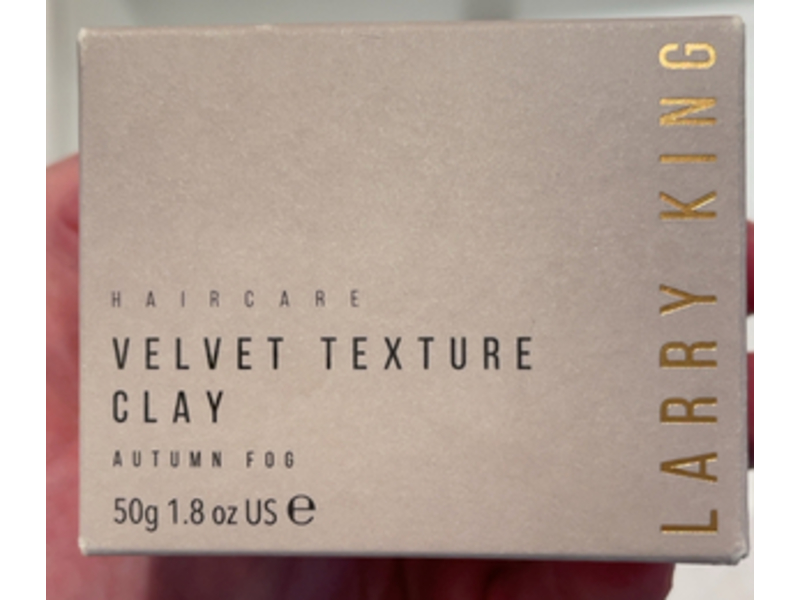 HAIRCARE
VELVET TEXTURE
CLAY
AUTUMN FOG
50g 1.8 oz US ℮
LARRY KING